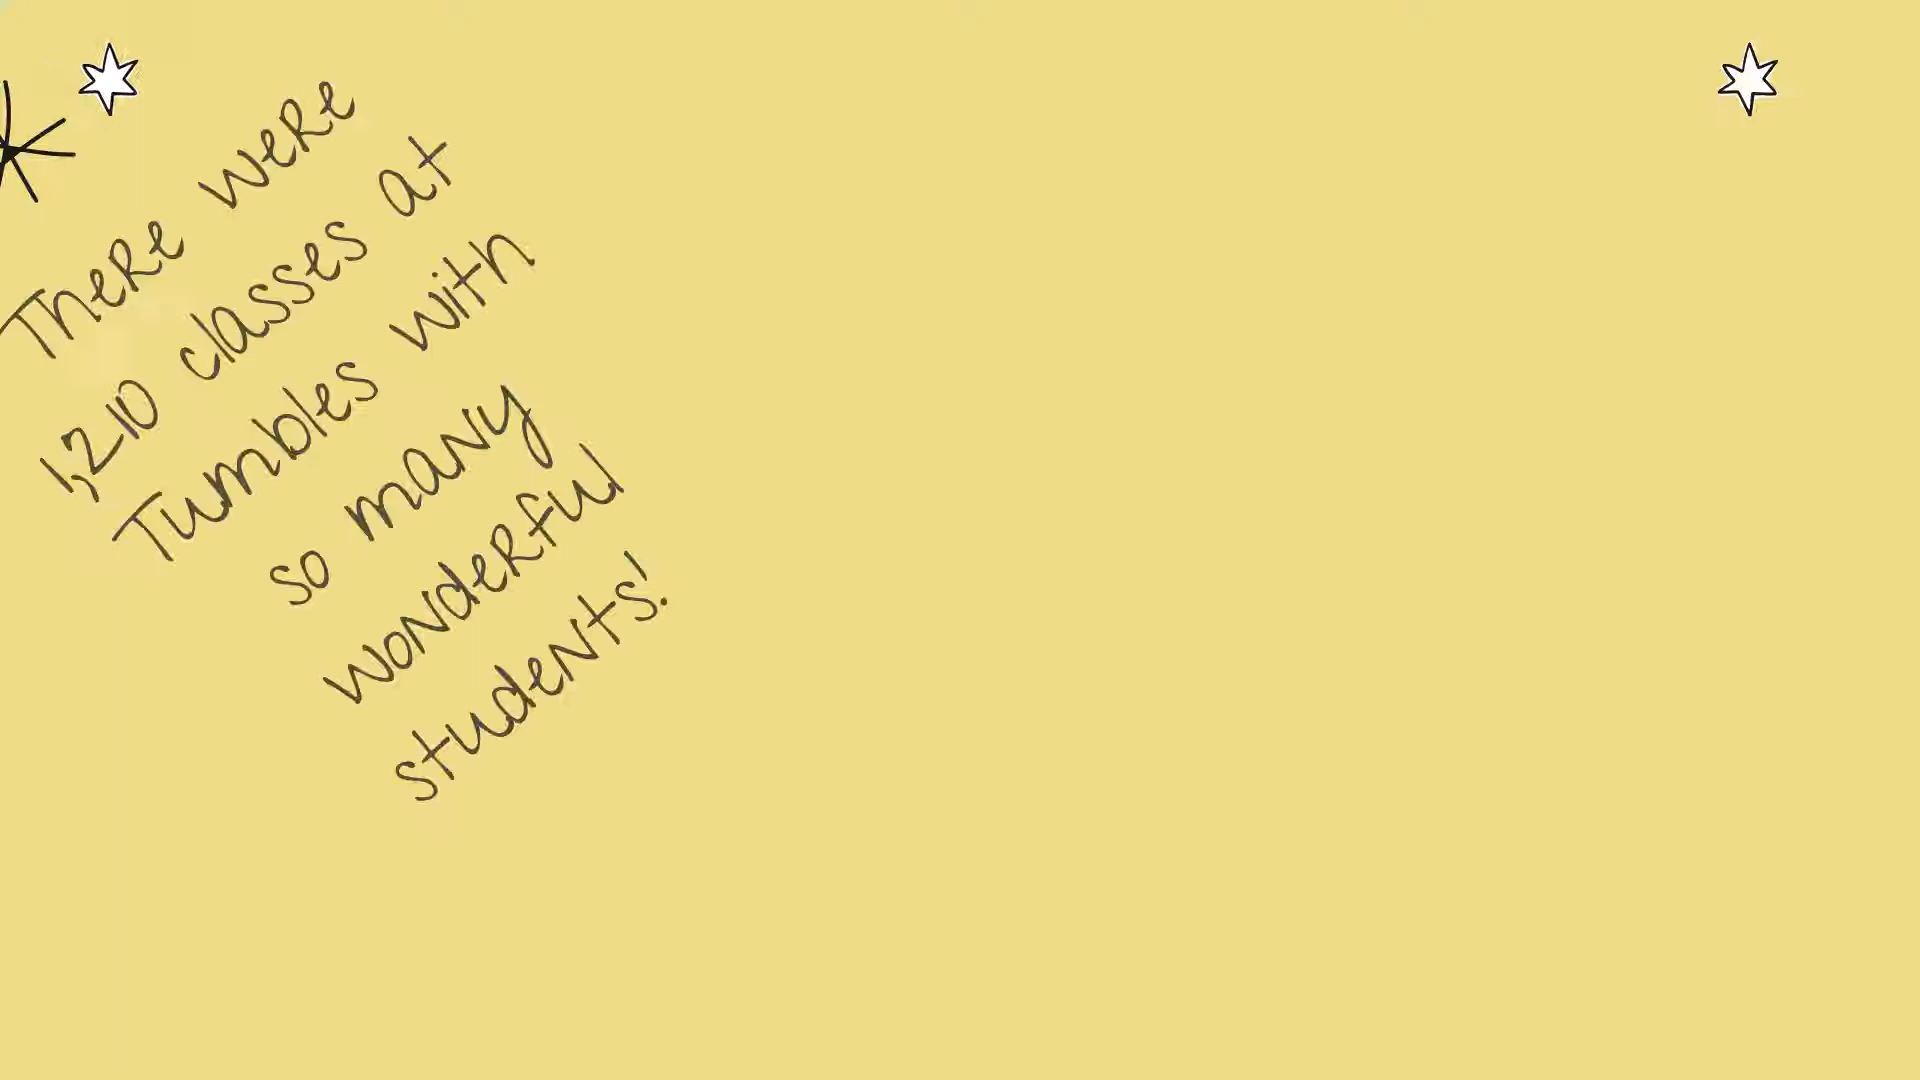 There were
1,210 classes at
Tumbles with
so many
wonderful
students!